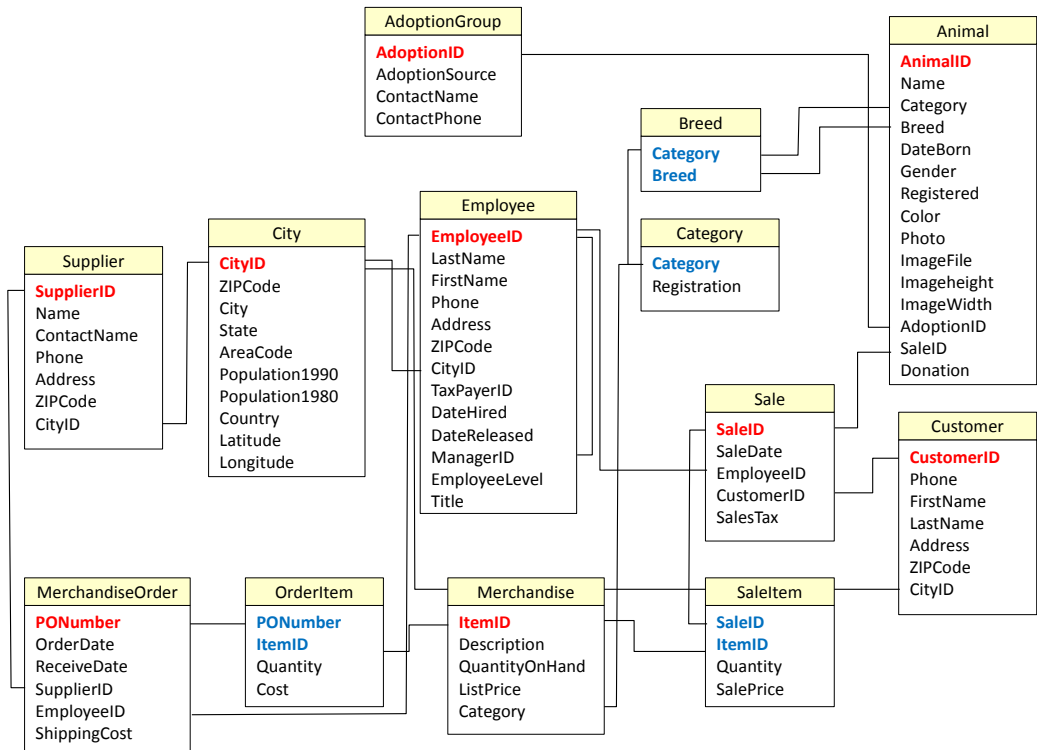 AdoptionGroup
AdoptionID
AdoptionSource
ContactName
ContactPhone
Animal
AnimalID
Name
Category
Breed
DateBorn
Gender
Registered
Color
Photo
ImageFile
Imageheight
ImageWidth
AdoptionID
SaleID
Donation
Breed
Category
Breed
Employee
EmployeeID
LastName
FirstName
Phone
Address
ZIPCode
CityID
TaxPayerID
DateHired
DateReleased
ManagerID
EmployeeLevel
Title
City
CityID
ZIPCode
City
State
AreaCode
Population1990
Population1980
Country
Latitude
Longitude
Category
Category
Registration
Supplier
SupplierID
Name
ContactName
Phone
Address
ZIPCode
CityID
Sale
SaleID
SaleDate
EmployeeID
CustomerID
SalesTax
Customer
CustomerID
Phone
FirstName
LastName
Address
ZIPCode
CityID
MerchandiseOrder
PONumber
OrderDate
ReceiveDate
SupplierID
EmployeeID
ShippingCost
OrderItem
PONumber
ItemID
Quantity
Cost
Merchandise
ItemID
Description
QuantityOnHand
ListPrice
Category
SaleItem
SaleID
ItemID
Quantity
SalePrice